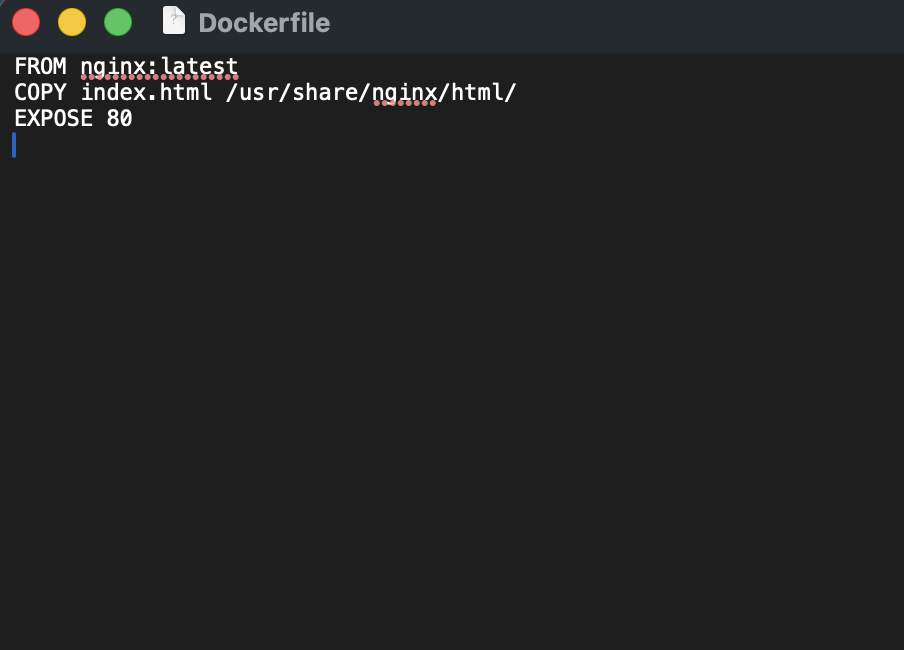 Dockerfile
FROM nginx:latest
COPY index.html /usr/share/nginx/html/
EXPOSE 80